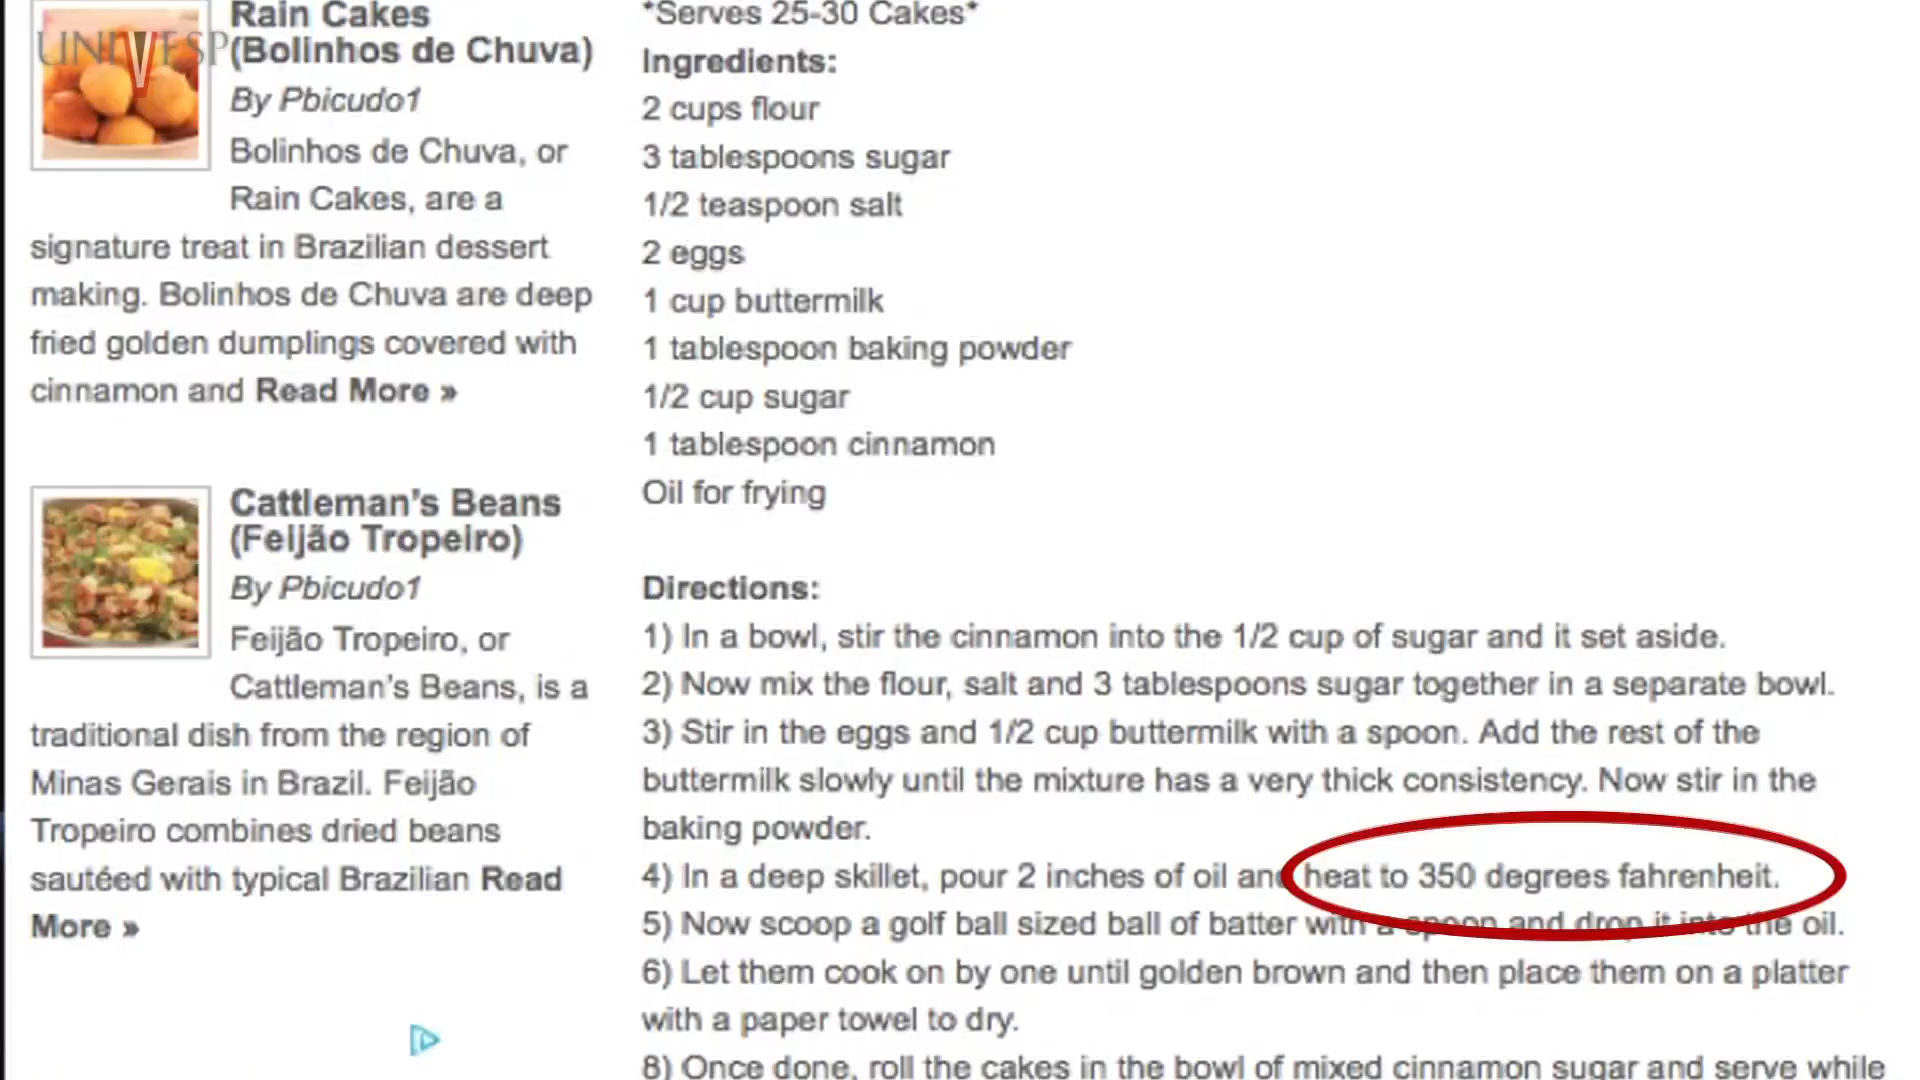 UNIVESP
Rain Cakes
(Bolinhos de Chuva)
By Pbicudo1
Bolinhos de Chuva, or
Rain Cakes, are a
signature treat in Brazilian dessert
making. Bolinhos de Chuva are deep
fried golden dumplings covered with
cinnamon and Read More »
Cattleman's Beans
(Feijão Tropeiro)
By Pbicudo1
Feijão Tropeiro, or
Cattleman's Beans, is a
traditional dish from the region of
Minas Gerais in Brazil. Feijão
Tropeiro combines dried beans
sautéed with typical Brazilian Read
More »
*Serves 25-30 Cakes*
Ingredients:
2 cups flour
3 tablespoons sugar
1/2 teaspoon salt
2 eggs
1 cup buttermilk
1 tablespoon baking powder
1/2 cup sugar
1 tablespoon cinnamon
Oil for frying
Directions:
1) In a bowl, stir the cinnamon into the 1/2 cup of sugar and it set aside.
2) Now mix the flour, salt and 3 tablespoons sugar together in a separate bowl.
3) Stir in the eggs and 1/2 cup buttermilk with a spoon. Add the rest of the
buttermilk slowly until the mixture has a very thick consistency. Now stir in the
baking powder.
4) In a deep skillet, pour 2 inches of oil and heat to 350 degrees fahrenheit.
5) Now scoop a golf ball sized ball of batter with a spoon and drop it into the oil.
6) Let them cook on by one until golden brown and then place them on a platter
with a paper towel to dry.
8) Once done, roll the cakes in the bowl of mixed cinnamon sugar and serve while